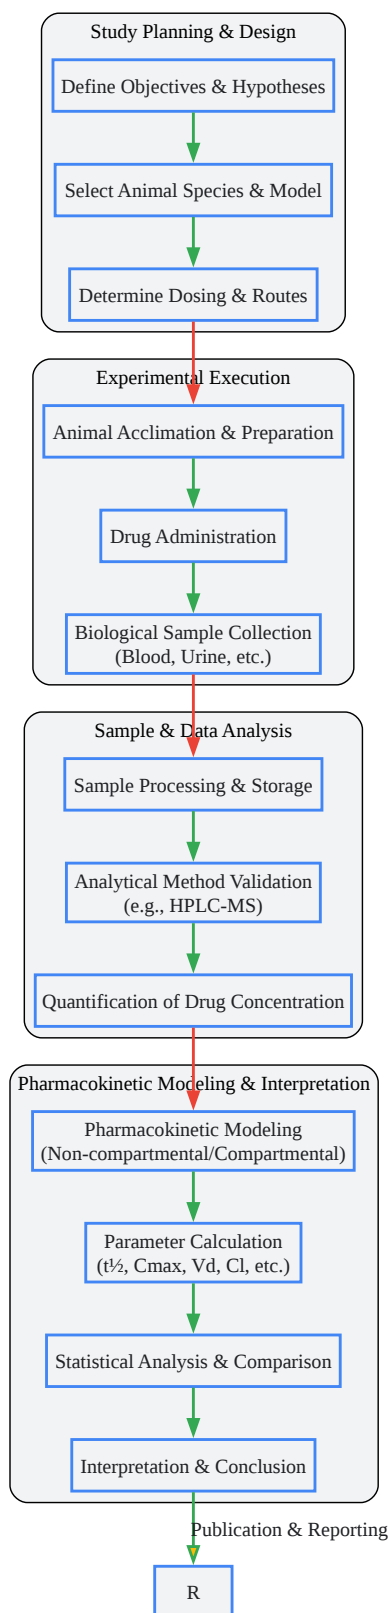 Study Planning & Design
Define Objectives & Hypotheses
Select Animal Species & Model
Determine Dosing & Routes
Experimental Execution
Animal Acclimation & Preparation
Drug Administration
Biological Sample Collection
(Blood, Urine, etc.)
Sample & Data Analysis
Sample Processing & Storage
Analytical Method Validation
(e.g., HPLC-MS)
Quantification of Drug Concentration
Pharmacokinetic Modeling & Interpretation
Pharmacokinetic Modeling
(Non-compartmental/Compartmental)
Parameter Calculation
(t½, Cmax, Vd, Cl, etc.)
Statistical Analysis & Comparison
Interpretation & Conclusion
Publication & Reporting
R